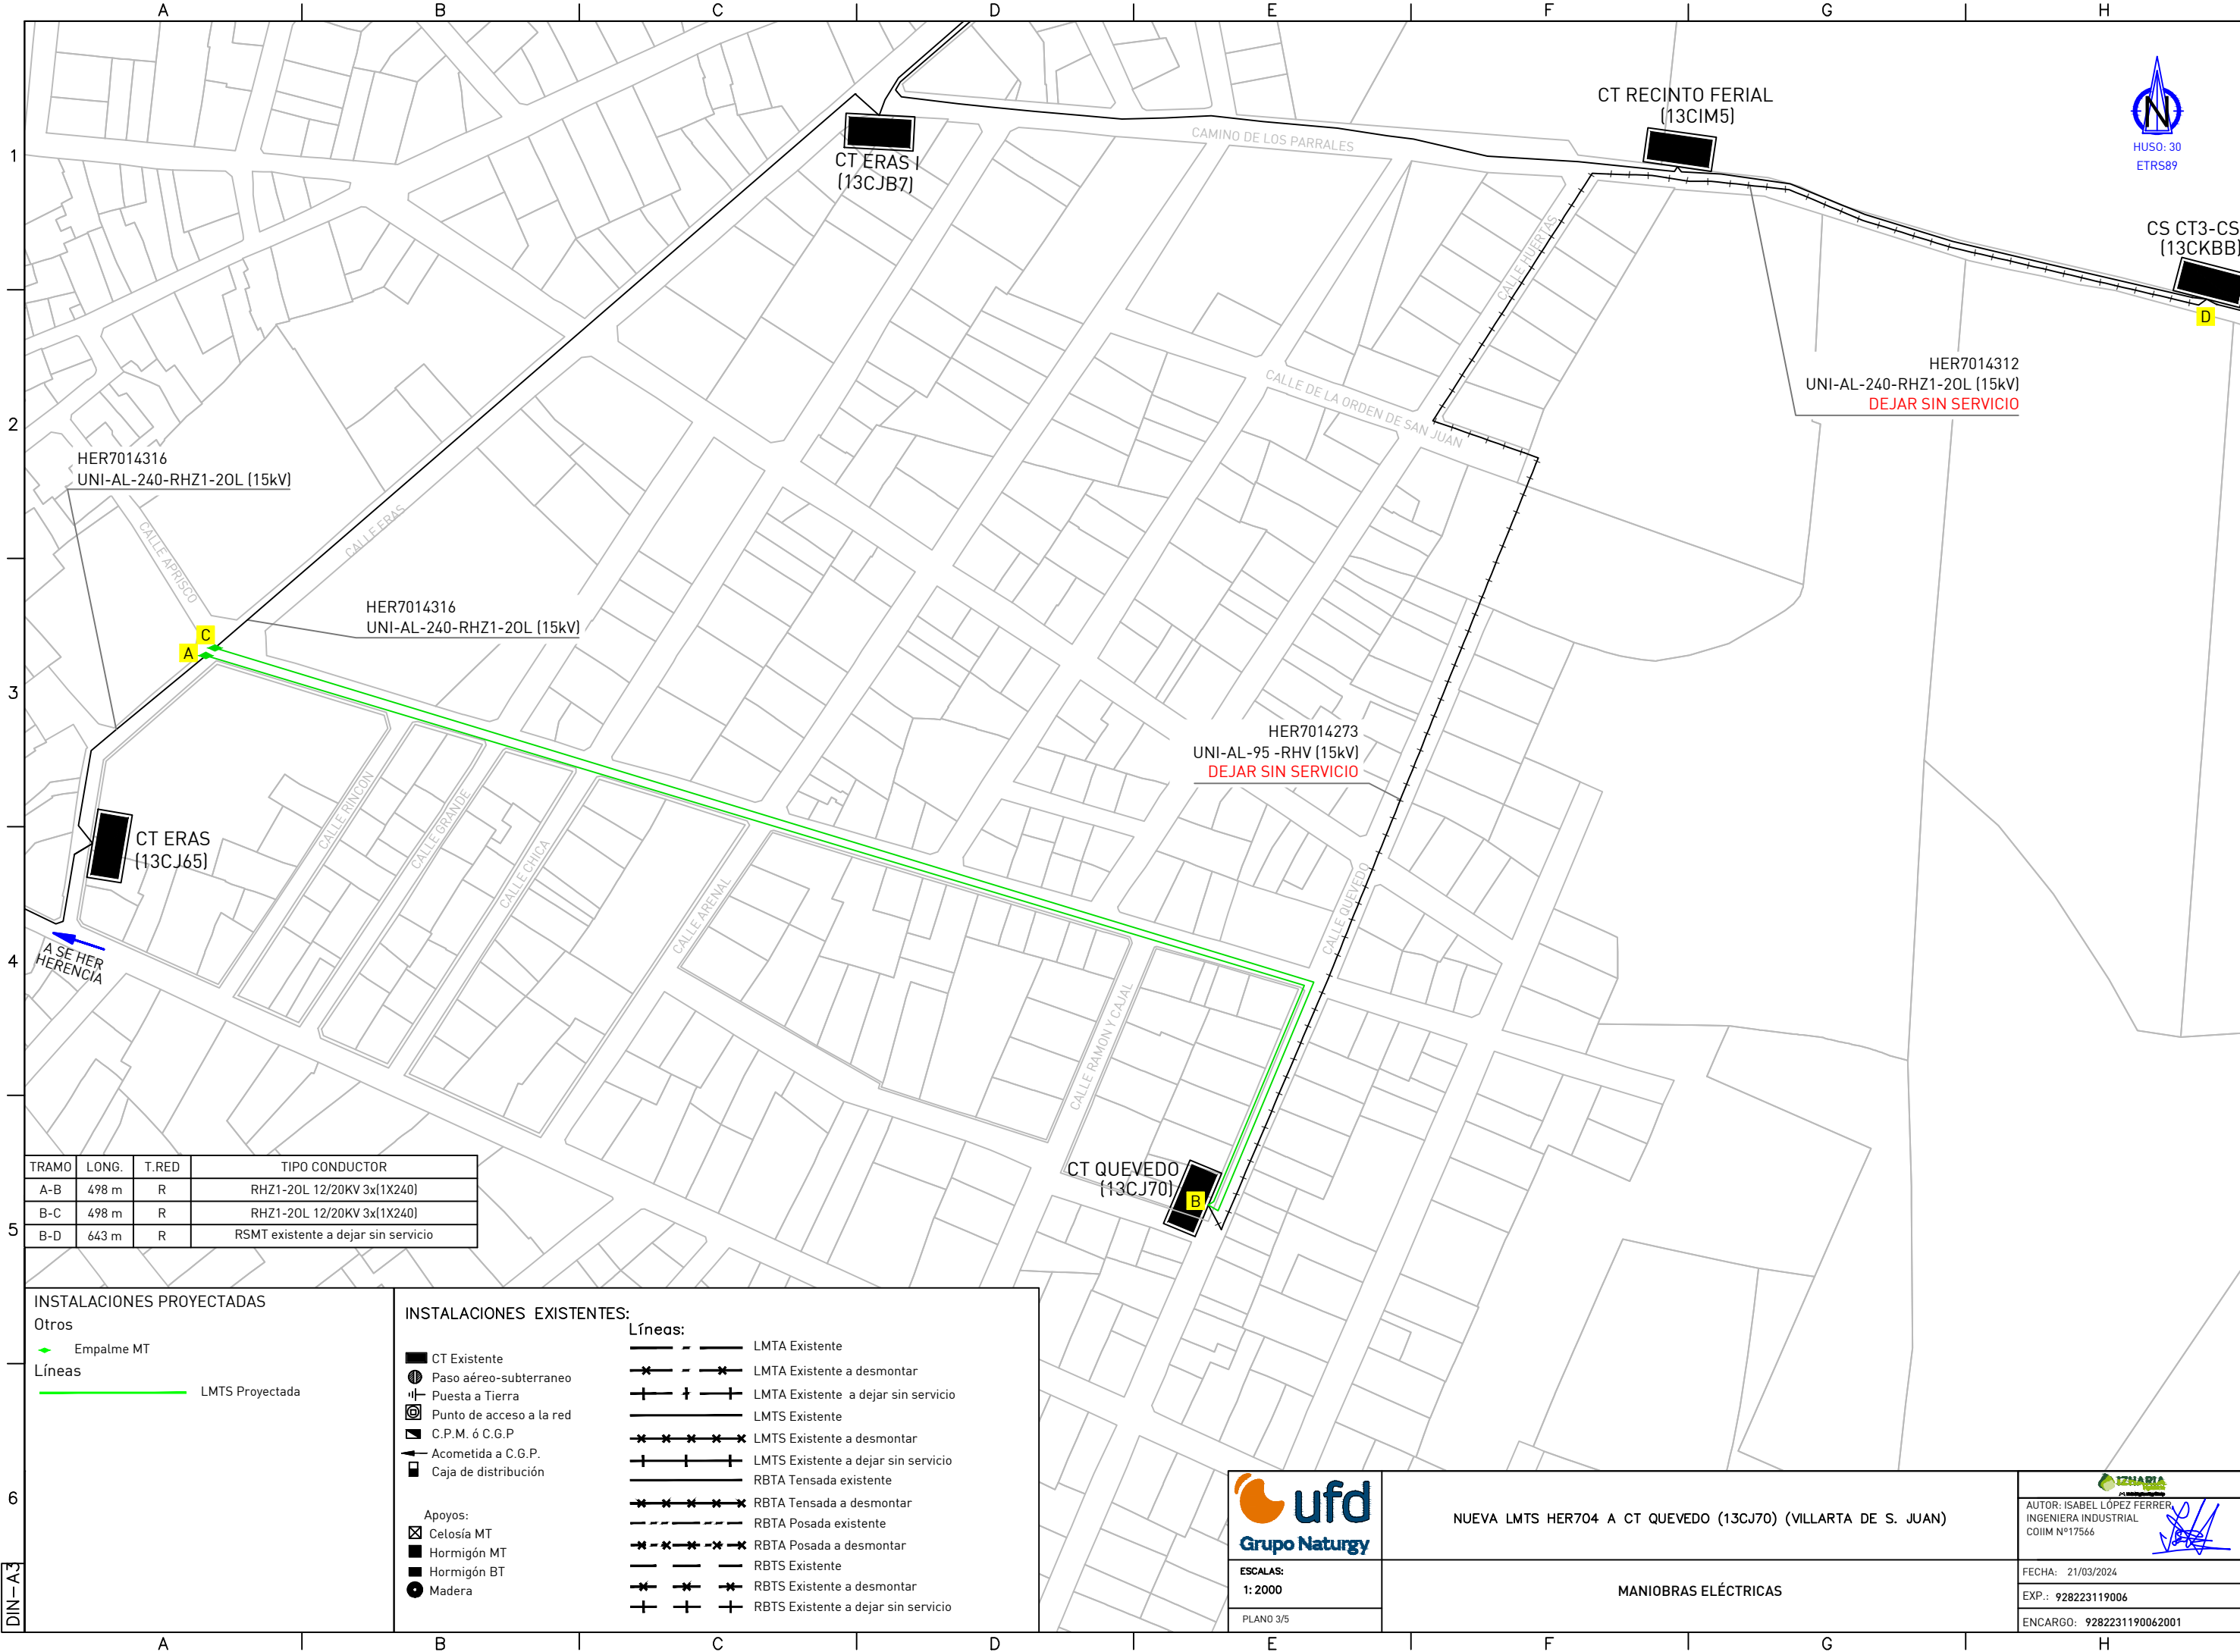 A B C D E F G H
1
2
3
4
5
6
DIN-A3
CT RECINTO FERIAL
(13CIM5)
N
HUSO: 30
ETRS89
CT ERAS I
(13CJB7)
CAMINO DE LOS PARRALES
CALLE HUERTAS
CS CT3-CS
(13CKBB)
D
HER7014312
UNI-AL-240-RHZ1-2OL (15kV)
DEJAR SIN SERVICIO
CALLE DE LA ORDEN DE SAN JUAN
HER7014316
UNI-AL-240-RHZ1-2OL (15kV)
CALLE ERAS
CALLE APRISCO
HER7014316
UNI-AL-240-RHZ1-2OL (15kV)
C
A
HER7014273
UNI-AL-95 -RHV (15kV)
DEJAR SIN SERVICIO
CT ERAS
(13CJ65)
CALLE RINCON
CALLE GRANDE
CALLE CHICA
CALLE ARENAL
CALLE QUEVEDO
CALLE RAMON Y CAJAL
A SE HER
HERENCIA
CT QUEVEDO
(13CJ70)
B
TRAMO LONG. T.RED TIPO CONDUCTOR
A-B 498 m R RHZ1-2OL 12/20KV 3x(1X240)
B-C 498 m R RHZ1-2OL 12/20KV 3x(1X240)
B-D 643 m R RSMT existente a dejar sin servicio
INSTALACIONES PROYECTADAS
Otros
Empalme MT
Líneas
LMTS Proyectada
INSTALACIONES EXISTENTES:
CT Existente
Paso aéreo-subterraneo
Puesta a Tierra
Punto de acceso a la red
C.P.M. ó C.G.P
Acometida a C.G.P.
Caja de distribución
Apoyos:
Celosía MT
Hormigón MT
Hormigón BT
Madera
Líneas:
LMTA Existente
LMTA Existente a desmontar
LMTA Existente a dejar sin servicio
LMTS Existente
LMTS Existente a desmontar
LMTS Existente a dejar sin servicio
RBTA Tensada existente
RBTA Tensada a desmontar
RBTA Posada existente
RBTA Posada a desmontar
RBTS Existente
RBTS Existente a desmontar
RBTS Existente a dejar sin servicio
ufd
Grupo Naturgy
ESCALAS:
1: 2000
PLANO 3/5
NUEVA LMTS HER704 A CT QUEVEDO (13CJ70) (VILLARTA DE S. JUAN)
MANIOBRAS ELÉCTRICAS
IZHARIA
AUTOR: ISABEL LÓPEZ FERRER
INGENIERA INDUSTRIAL
COIIM Nº17566
FECHA: 21/03/2024
EXP.: 928223119006
ENCARGO: 9282231190062001
A B C D E F G H